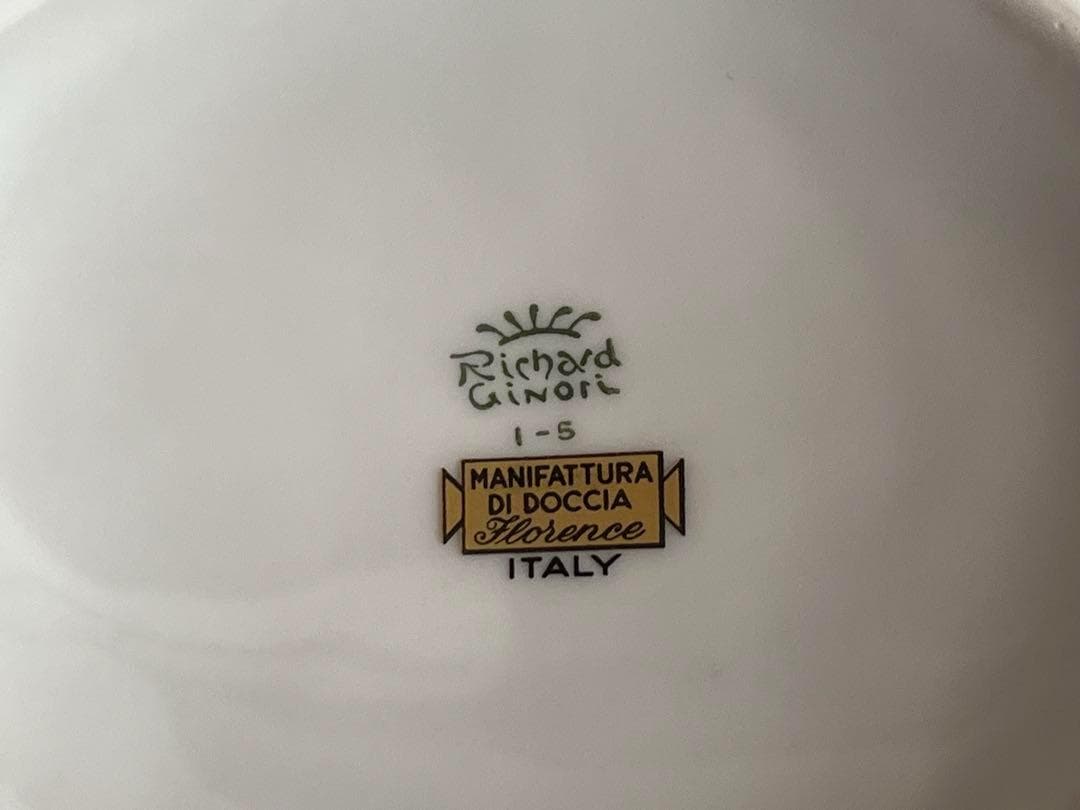 Richard
Ginori
1-5
MANIFATTURA
DI DOCCIA
Florence
ITALY